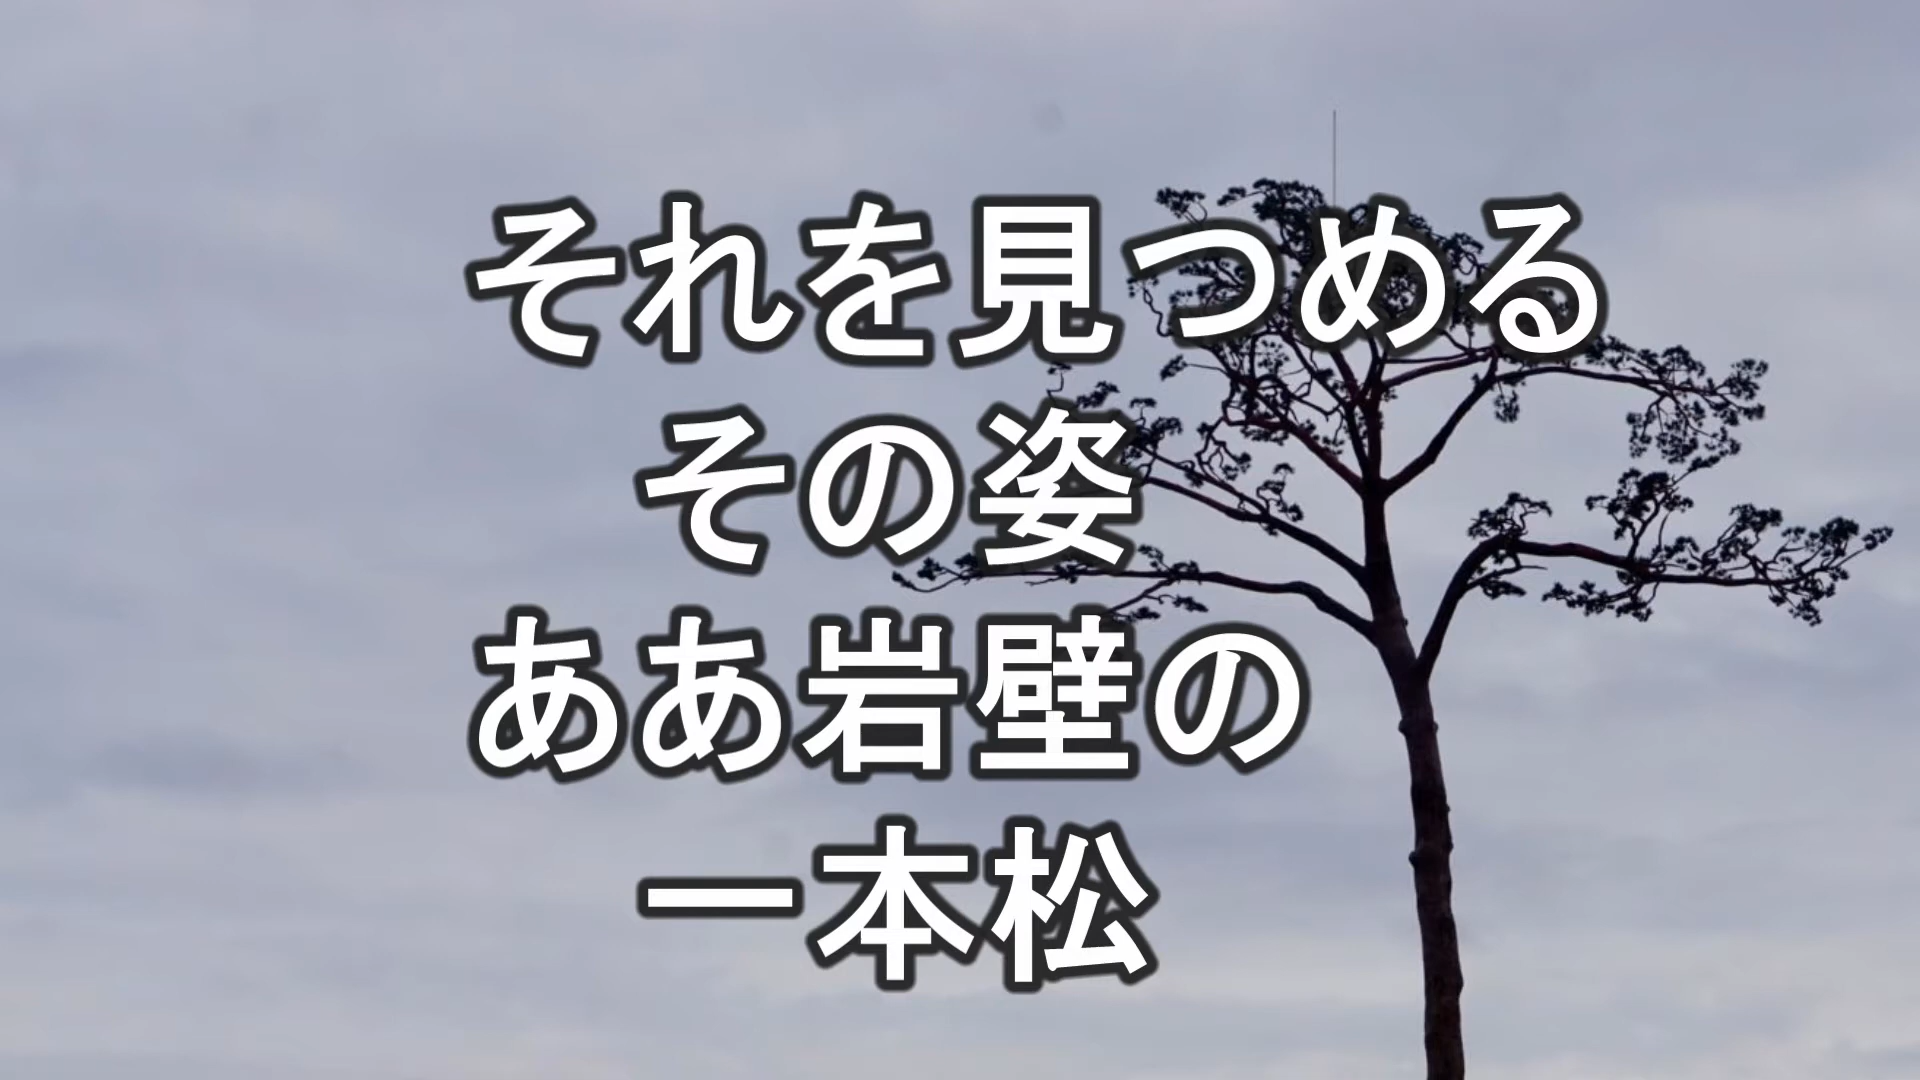 それを見つめる
その姿
ああ岩壁の
一本松